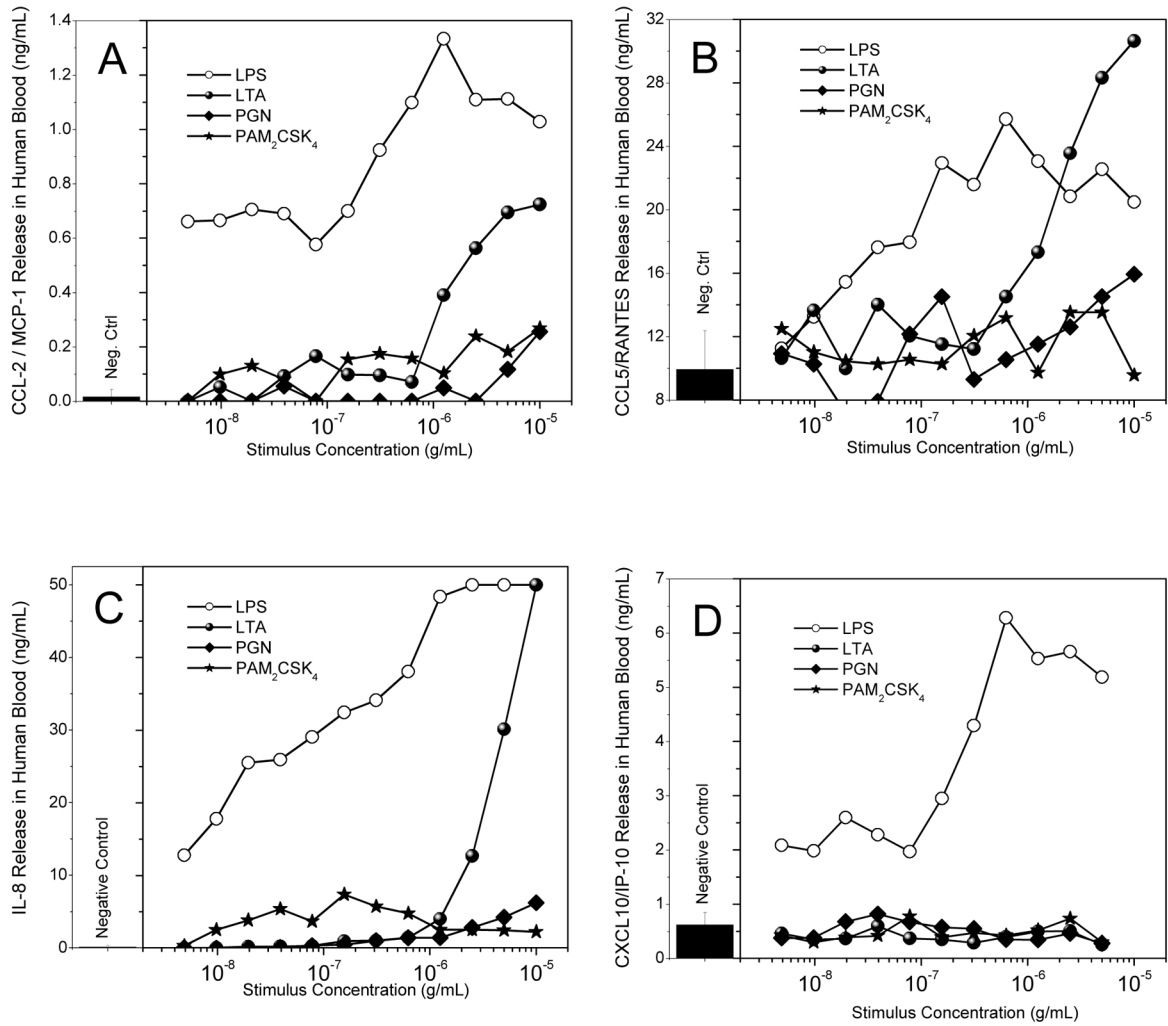 A
CCL-2 / MCP-1 Release in Human Blood (ng/mL)
1.4
1.2
1.0
0.8
0.6
0.4
0.2
0.0
Neg. Ctrl
LPS
LTA
PGN
PAM₂CSK₄
10⁻⁸ 10⁻⁷ 10⁻⁶ 10⁻⁵
Stimulus Concentration (g/mL)
B
CCL5/RANTES Release in Human Blood (ng/mL)
32
28
24
20
16
12
8
Neg. Ctrl
LPS
LTA
PGN
PAM₂CSK₄
10⁻⁸ 10⁻⁷ 10⁻⁶ 10⁻⁵
Stimulus Concentration (g/mL)
C
IL-8 Release in Human Blood (ng/mL)
50
40
30
20
10
0
Negative Control
LPS
LTA
PGN
PAM₂CSK₄
10⁻⁸ 10⁻⁷ 10⁻⁶ 10⁻⁵
Stimulus Concentration (g/mL)
D
CXCL10/IP-10 Release in Human Blood (ng/mL)
7
6
5
4
3
2
1
0
Negative Control
LPS
LTA
PGN
PAM₂CSK₄
10⁻⁸ 10⁻⁷ 10⁻⁶ 10⁻⁵
Stimulus Concentration (g/mL)